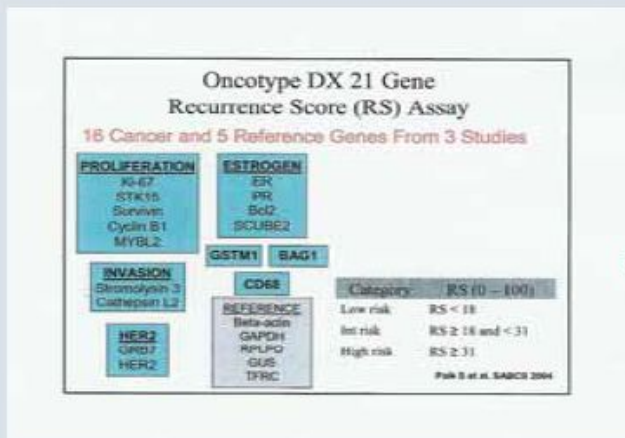 Oncotype DX 21 Gene
Recurrence Score (RS) Assay
16 Cancer and 5 Reference Genes From 3 Studies
PROLIFERATION
Ki-67
STK15
Survivin
Cyclin B1
MYBL2
ESTROGEN
ER
PR
Bcl2
SCUBE2
GSTM1
BAG1
INVASION
Stromolysin 3
Cathepsin L2
CD68
HER2
GRB7
HER2
REFERENCE
Beta-actin
GAPDH
RPLPO
GUS
TFRC
Category RS (0 – 100)
Low risk RS < 18
Int risk RS ≥ 18 and < 31
High risk RS ≥ 31
Paik S et al. SABCS 2004